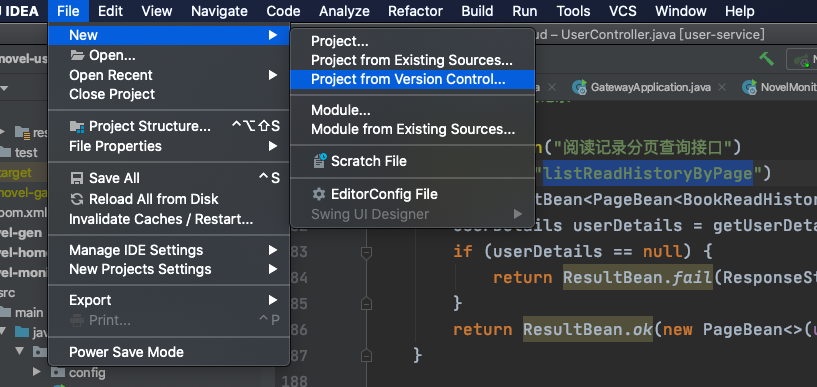 U IDEA File Edit View Navigate Code Analyze Refactor Build Run Tools VCS Window Help
New
Open...
Open Recent
Close Project
Project Structure... ^⌥⇧S
File Properties
Save All ^S
Reload All from Disk
Invalidate Caches / Restart...
Manage IDE Settings
New Projects Settings
Export
Print... ^P
Power Save Mode
Project...
Project from Existing Sources...
Project from Version Control...
Module...
Module from Existing Sources...
Scratch File
EditorConfig File
Swing UI Designer
ud – UserController.java [user-service]
novel-us
a GatewayApplication.java NovelMonit
res
test
target
novel-ga
pom.xml
vel-gen
vel-home
vel-moni
src
main
java
config
n("阅读记录分页查询接口")
"listReadHistoryByPage")
ltBean<PageBean<BookReadHistor
userDetails userDetails = getUserDeta
83 if (userDetails == null) {
84 return ResultBean.fail(ResponseSt
85 }
86 return ResultBean.ok(new PageBean<>(u
87 }
188